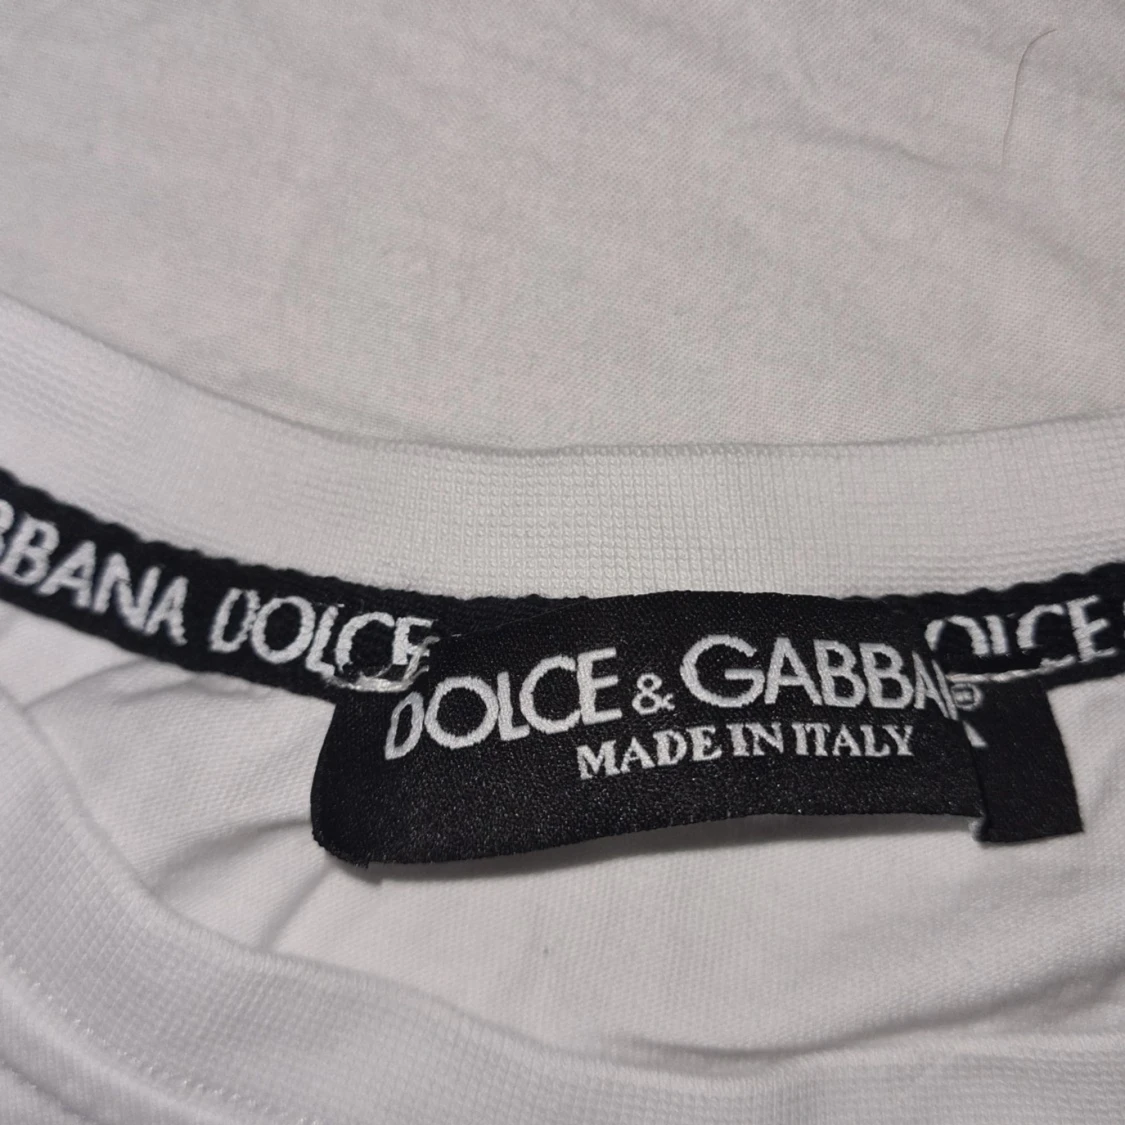 BBANA DOLCE
DOLCE &
DOLCE & GABBA
®
MADE IN ITALY